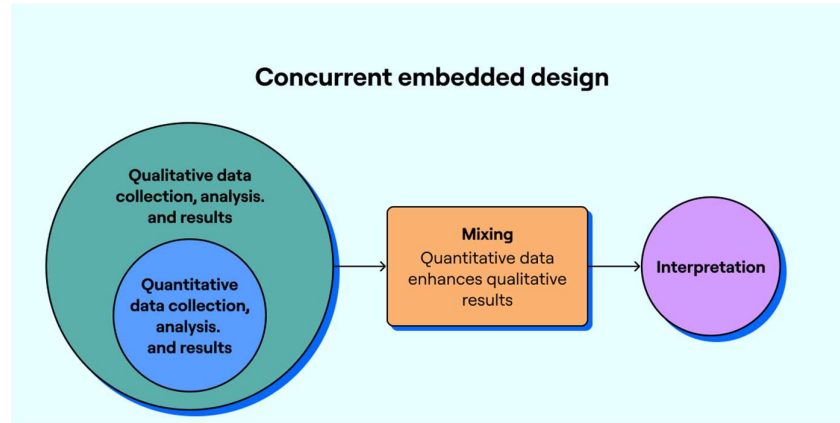 Concurrent embedded design
Qualitative data
collection, analysis.
and results
Quantitative
data collection,
analysis.
and results
Mixing
Quantitative data
enhances qualitative
results
Interpretation